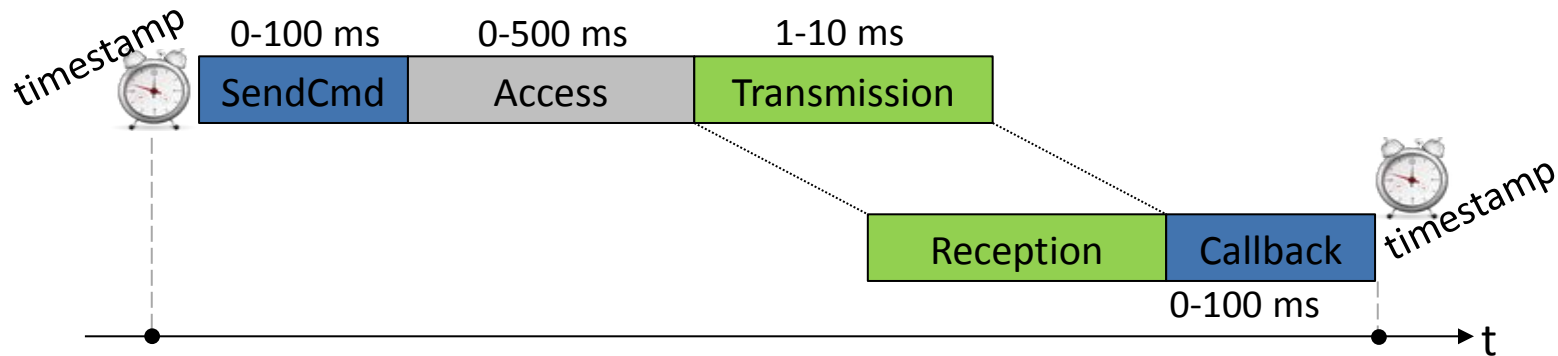 timestamp
0-100 ms
0-500 ms
1-10 ms
SendCmd
Access
Transmission
Reception
Callback
timestamp
0-100 ms
t